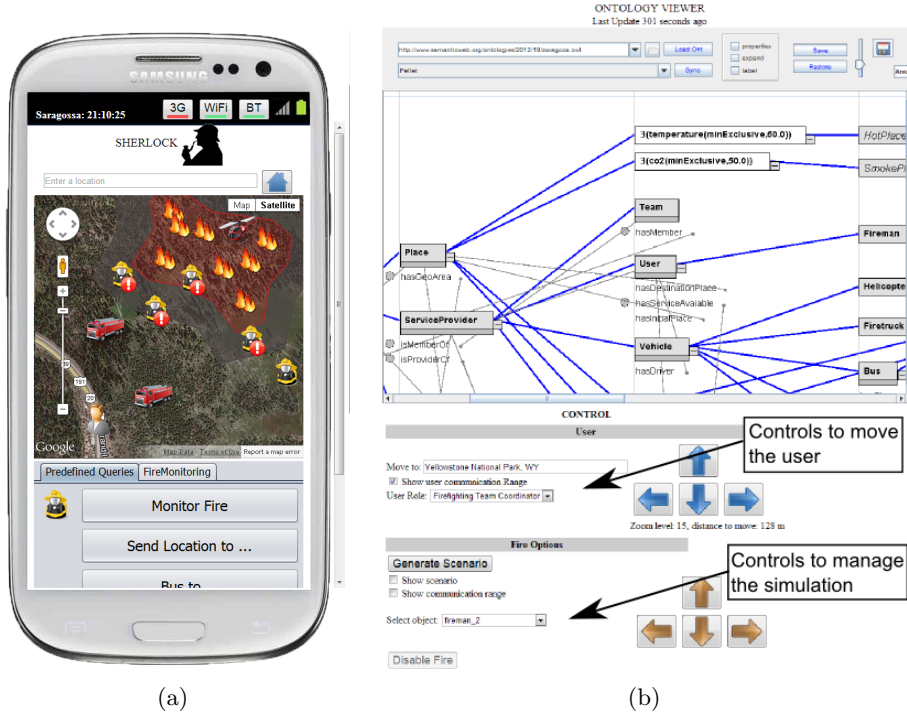 SAMSUNG
Saragossa: 21:10:25
3G
WiFi
BT
SHERLOCK
Enter a location
Map
Satellite
39
191
20
Google
Map Data - Terms of Use
Report a map error
Predefined Queries
FireMonitoring
Monitor Fire
Send Location to ...
Bus to
(a)
ONTOLOGY VIEWER
Last Update 301 seconds ago
http://www.semanticweb.org/ontologies/2012/10/saragosa.owl
Load Ont
properties
expand
label
Save
Restore
Pellet
Sync
∃(temperature(minExclusive,50.0))
HotPlace
∃(co2(minExclusive,50.0))
Team
hasMember
Place
hasGeoArea
User
Fireman
hasDestinationPlace
hasServiceAvailable
hasInitialPlace
Helicopte
ServiceProvider
isMemberOf
isProviderOf
Vehicle
hasDriver
Firetruck
Bus
CONTROL
User
Move to: Yellowstone National Park, WY
Show user communication Range
User Role: Firefighting Team Coordinator
Controls to move
the user
Zoom level: 15, distance to move: 128 m
Fire Options
Generate Scenario
Show scenario
Show communication range
Select object: fireman_2
Controls to manage
the simulation
Disable Fire
(b)